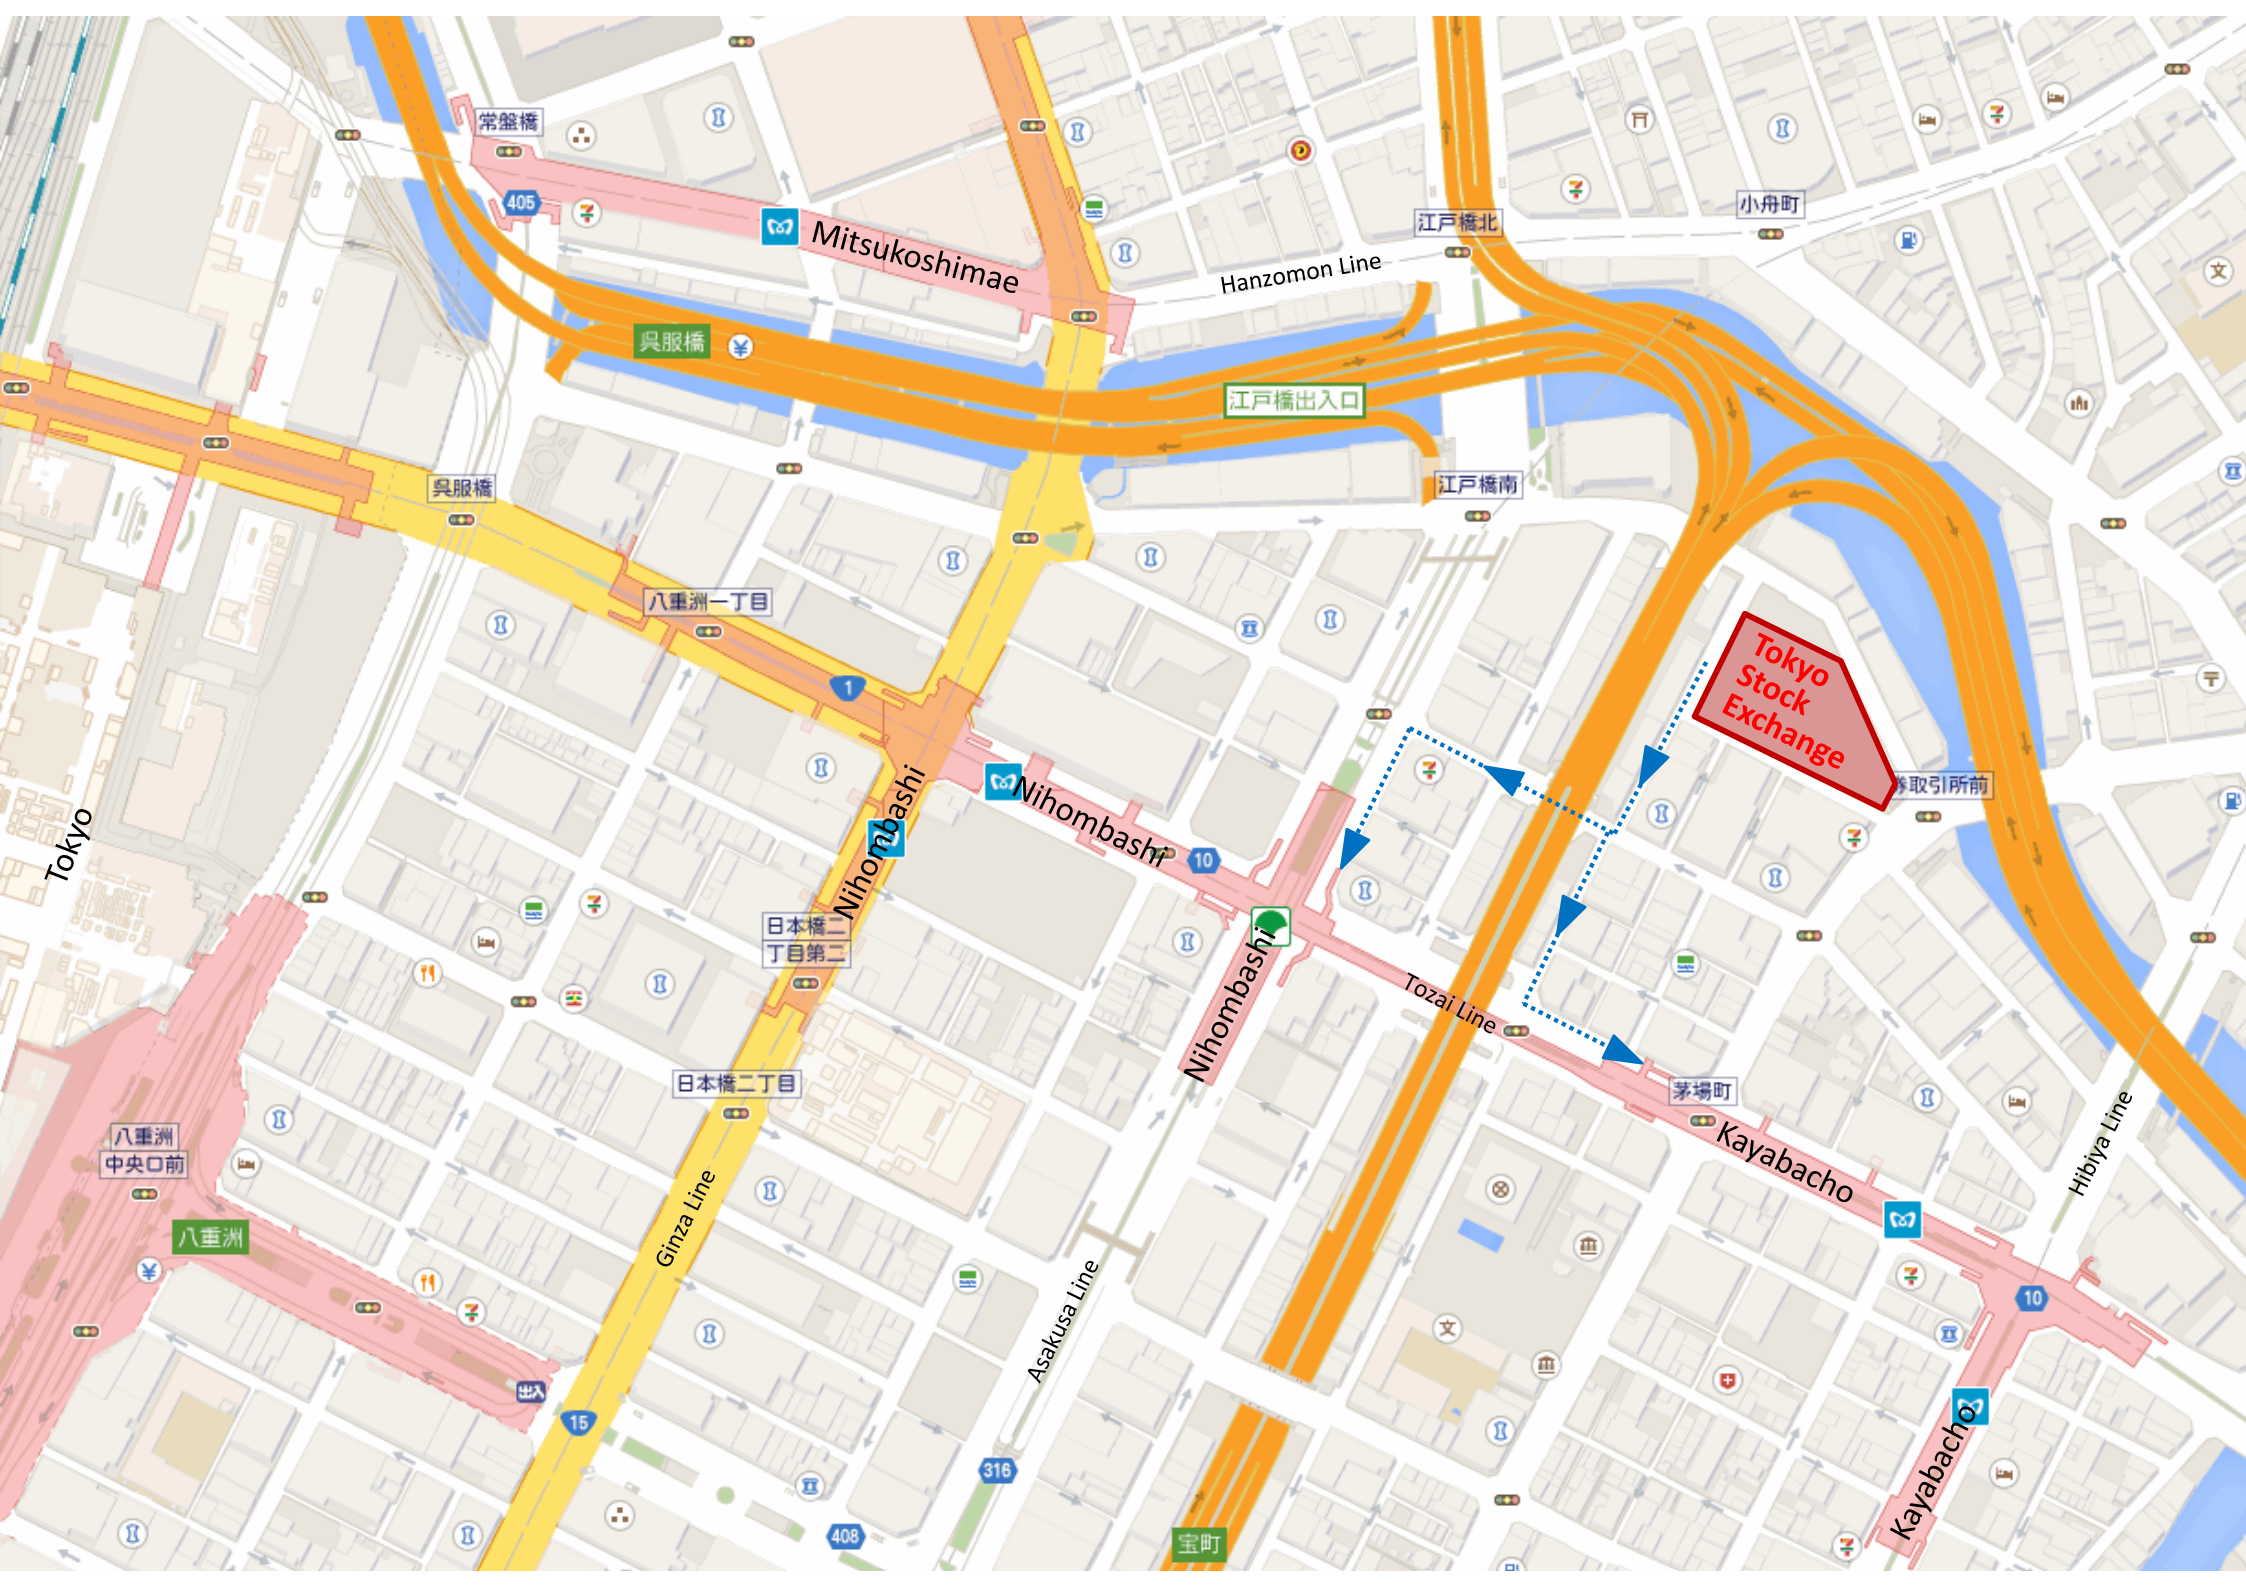 常盤橋
405
Mitsukoshimae
小舟町
江戸橋北
Hanzomon Line
呉服橋
¥
江戸橋出入口
文
呉服橋
江戸橋南
八重洲一丁目
1
Tokyo
Stock
Exchange
券取引所前
Nihombashi
Nihombashi
10
Tokyo
日本橋二
丁目第二
Nihombashi
Tozai Line
日本橋二丁目
茅場町
Kayabacho
Hibiya Line
八重洲
中央口前
八重洲
¥
Ginza Line
Asakusa Line
10
文
出入
15
316
Kayabacho
408
宝町